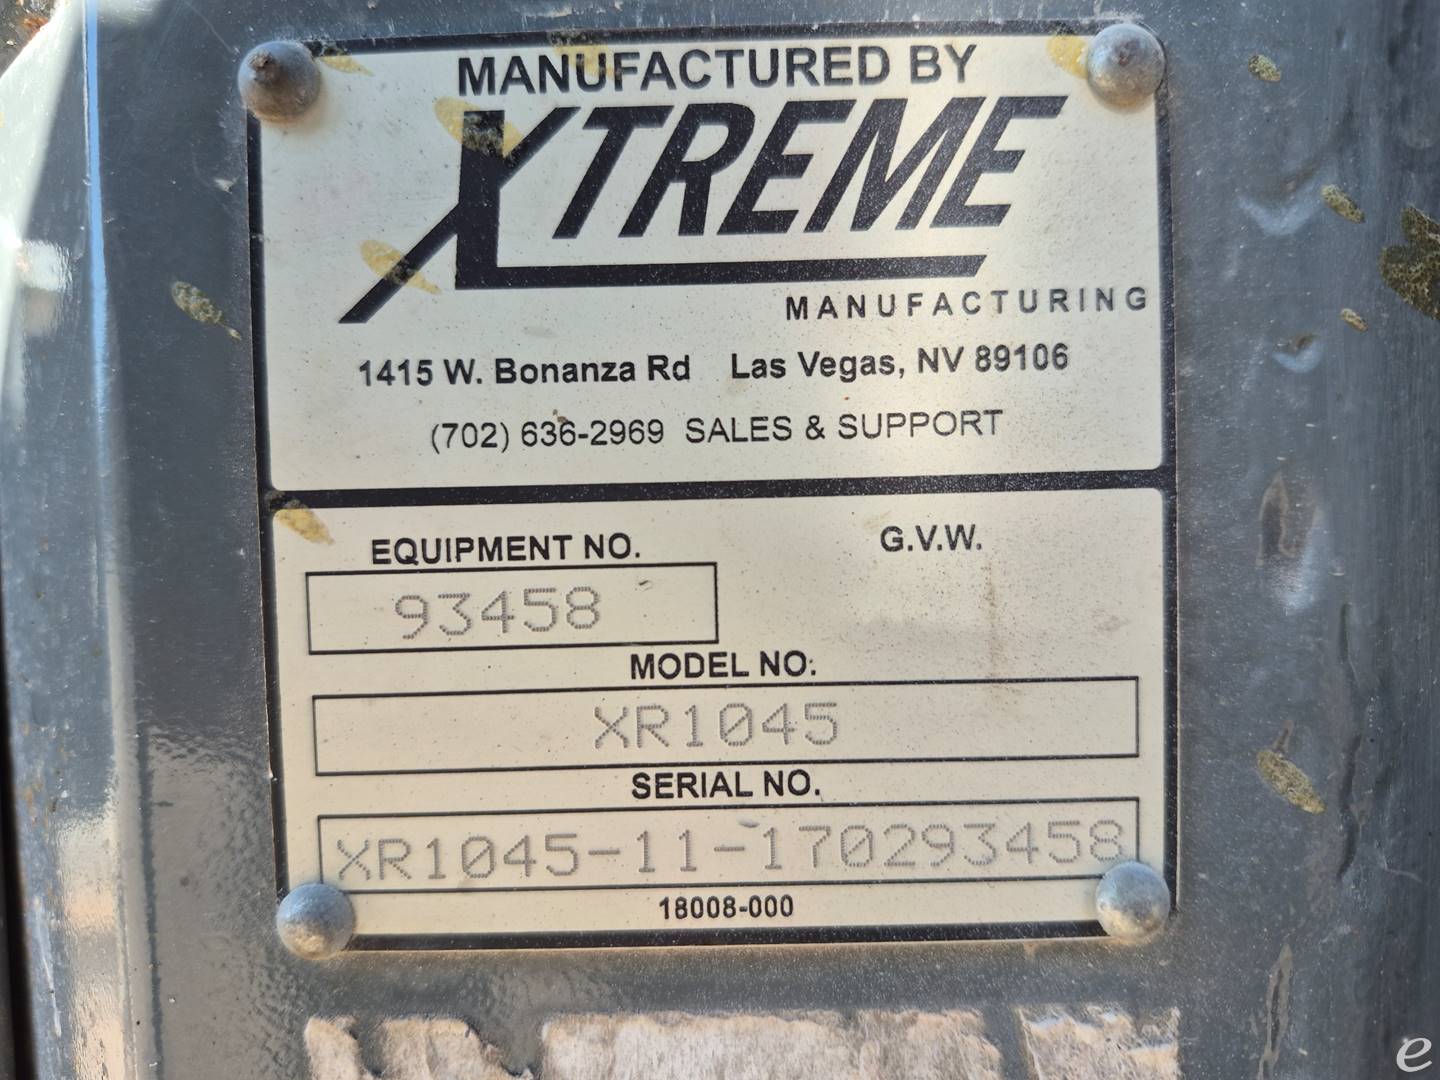 MANUFACTURED BY
XTREME
MANUFACTURING
1415 W. Bonanza Rd Las Vegas, NV 89106
(702) 636-2969 SALES & SUPPORT
EQUIPMENT NO. G.V.W.
93458
MODEL NO.
XR1045
SERIAL NO.
XR1045-11-170293458
18008-000
e